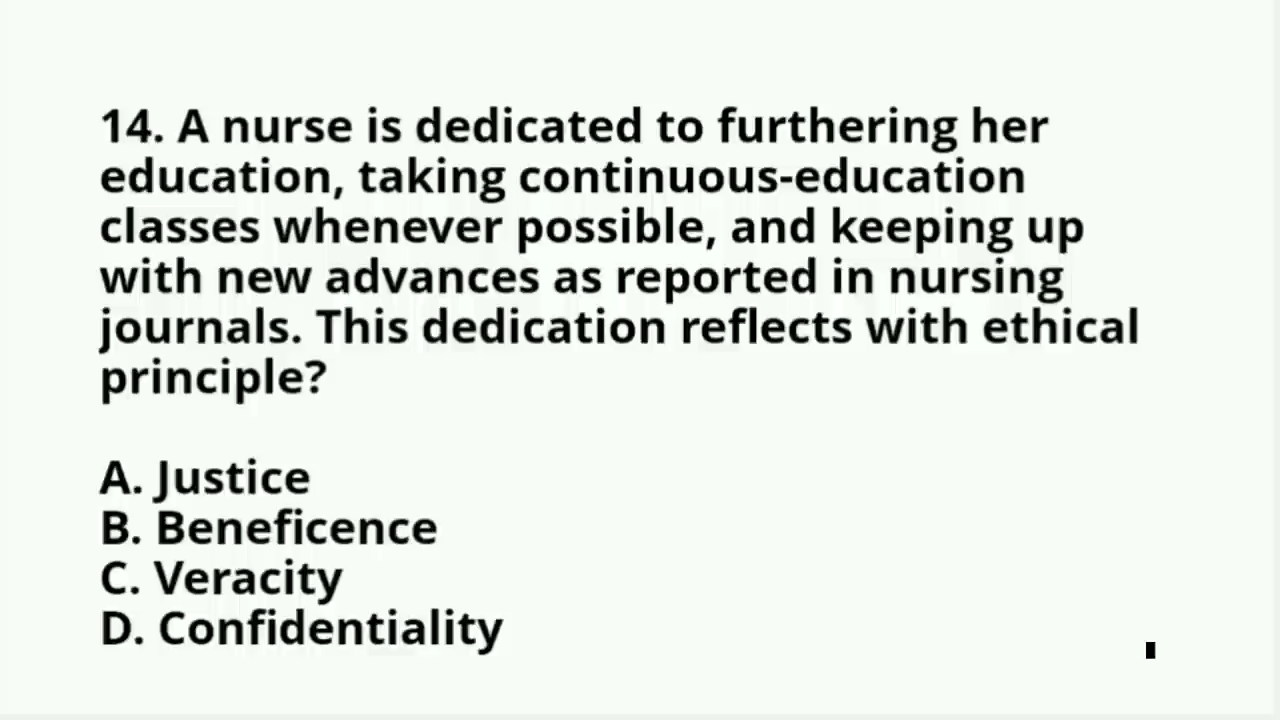 14. A nurse is dedicated to furthering her
education, taking continuous-education
classes whenever possible, and keeping up
with new advances as reported in nursing
journals. This dedication reflects with ethical
principle?
A. Justice
B. Beneficence
C. Veracity
D. Confidentiality